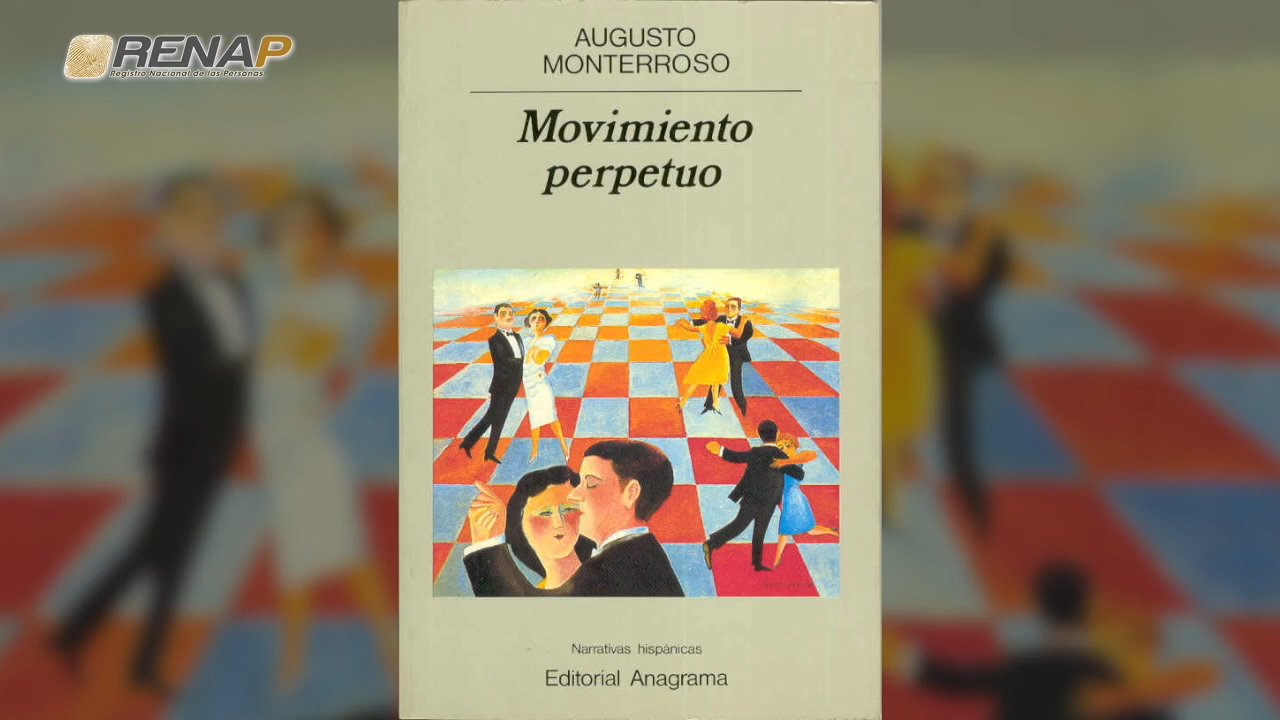 RENAP
Registro Nacional de las Personas
AUGUSTO
MONTERROSO
Movimiento
perpetuo
Narrativas hispánicas
Editorial Anagrama